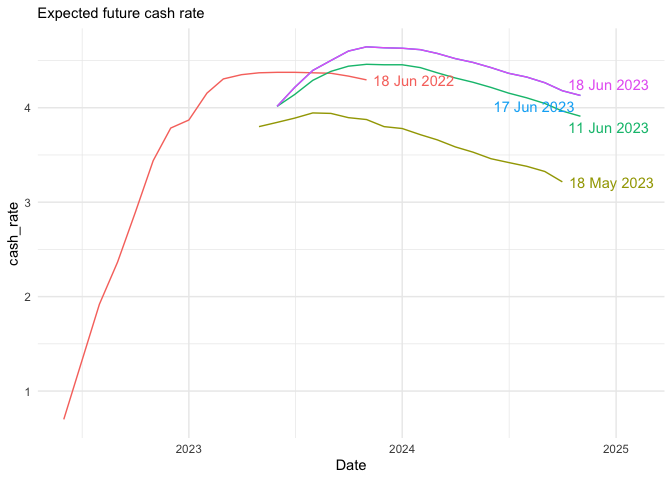 Expected future cash rate
cash_rate
4
3
2
1
18 Jun 2022
18 Jun 2023
17 Jun 2023
11 Jun 2023
18 May 2023
2023
2024
2025
Date